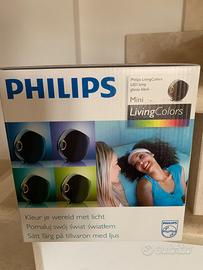 PHILIPS
Philips LivingColors
LED lamp
glossy black
Mini
LivingColors
Kleur je wereld met licht
Pomaluj swój świat światłem
Sätt färg på tillvaron med ljus
PHILIPS